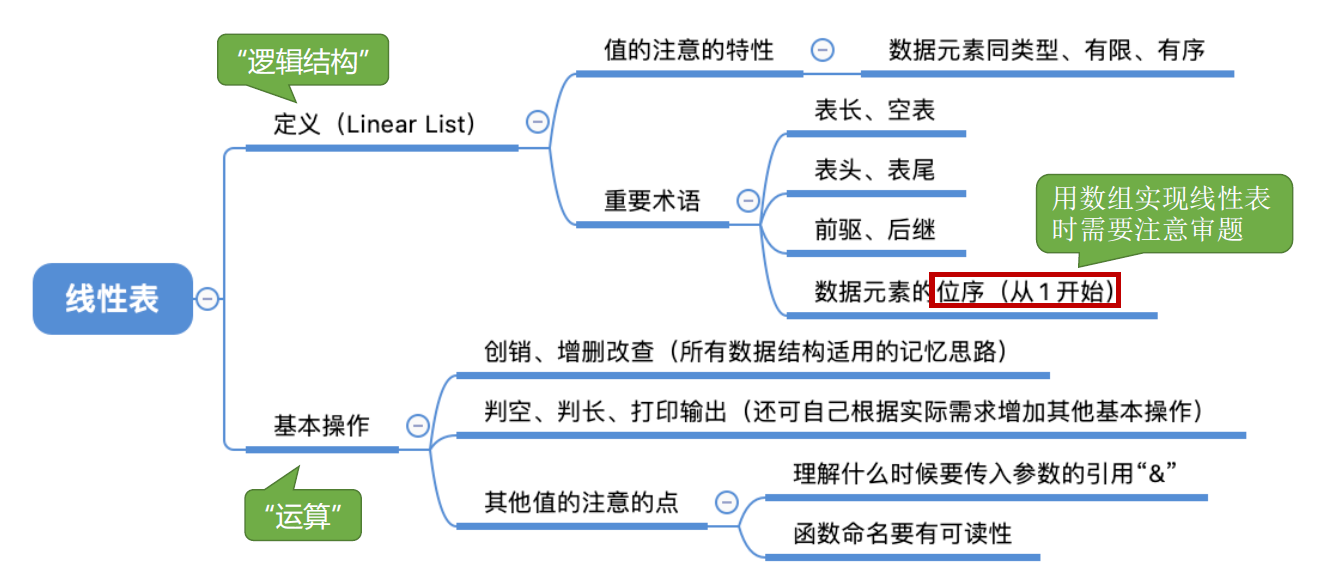 “逻辑结构”
值的注意的特性
数据元素同类型、有限、有序
定义（Linear List）
表长、空表
表头、表尾
重要术语
用数组实现线性表
时需要注意审题
前驱、后继
数据元素的位序（从1开始）
线性表
创销、增删改查（所有数据结构适用的记忆思路）
基本操作
判空、判长、打印输出（还可自己根据实际需求增加其他基本操作）
“运算”
其他值的注意的点
理解什么时候要传入参数的引用“&”
函数命名要有可读性